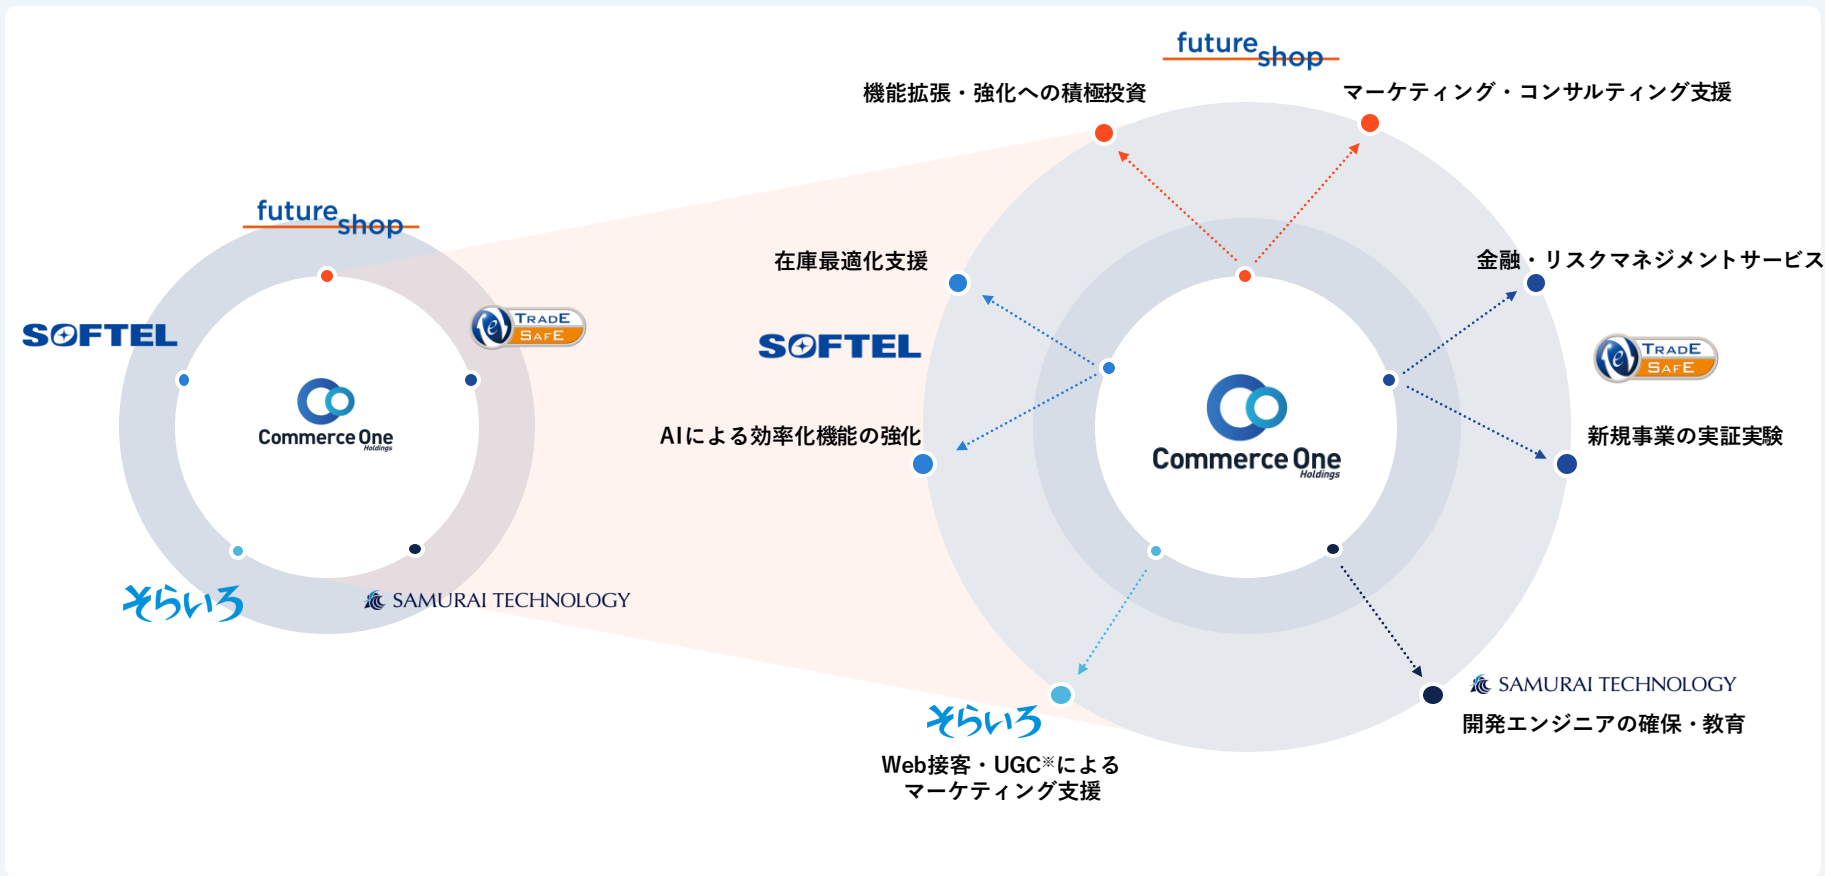 future
shop
SOFTEL
TRADE
SAFE
Commerce One
Holdings
そらいろ
SAMURAI TECHNOLOGY
future
shop
機能拡張・強化への積極投資
マーケティング・コンサルティング支援
在庫最適化支援
金融・リスクマネジメントサービス
SOFTEL
TRADE
SAFE
AIによる効率化機能の強化
新規事業の実証実験
Commerce One
Holdings
SAMURAI TECHNOLOGY
開発エンジニアの確保・教育
そらいろ
Web接客・UGC※による
マーケティング支援